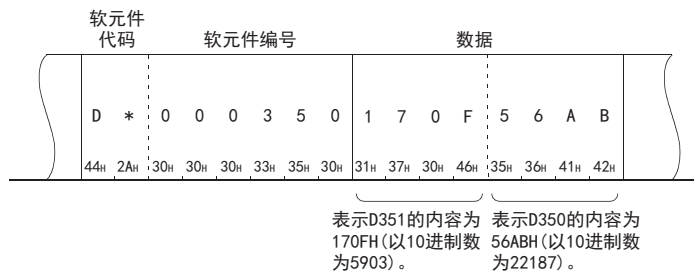 软元件
代码
软元件编号
数据
D * 0 0 0 3 5 0 1 7 0 F 5 6 A B
44H 2AH 30H 30H 30H 33H 35H 30H 31H 37H 30H 46H 35H 36H 41H 42H
表示D351的内容为
170FH(以10进制数
为5903)。
表示D350的内容为
56ABH(以10进制数
为22187)。